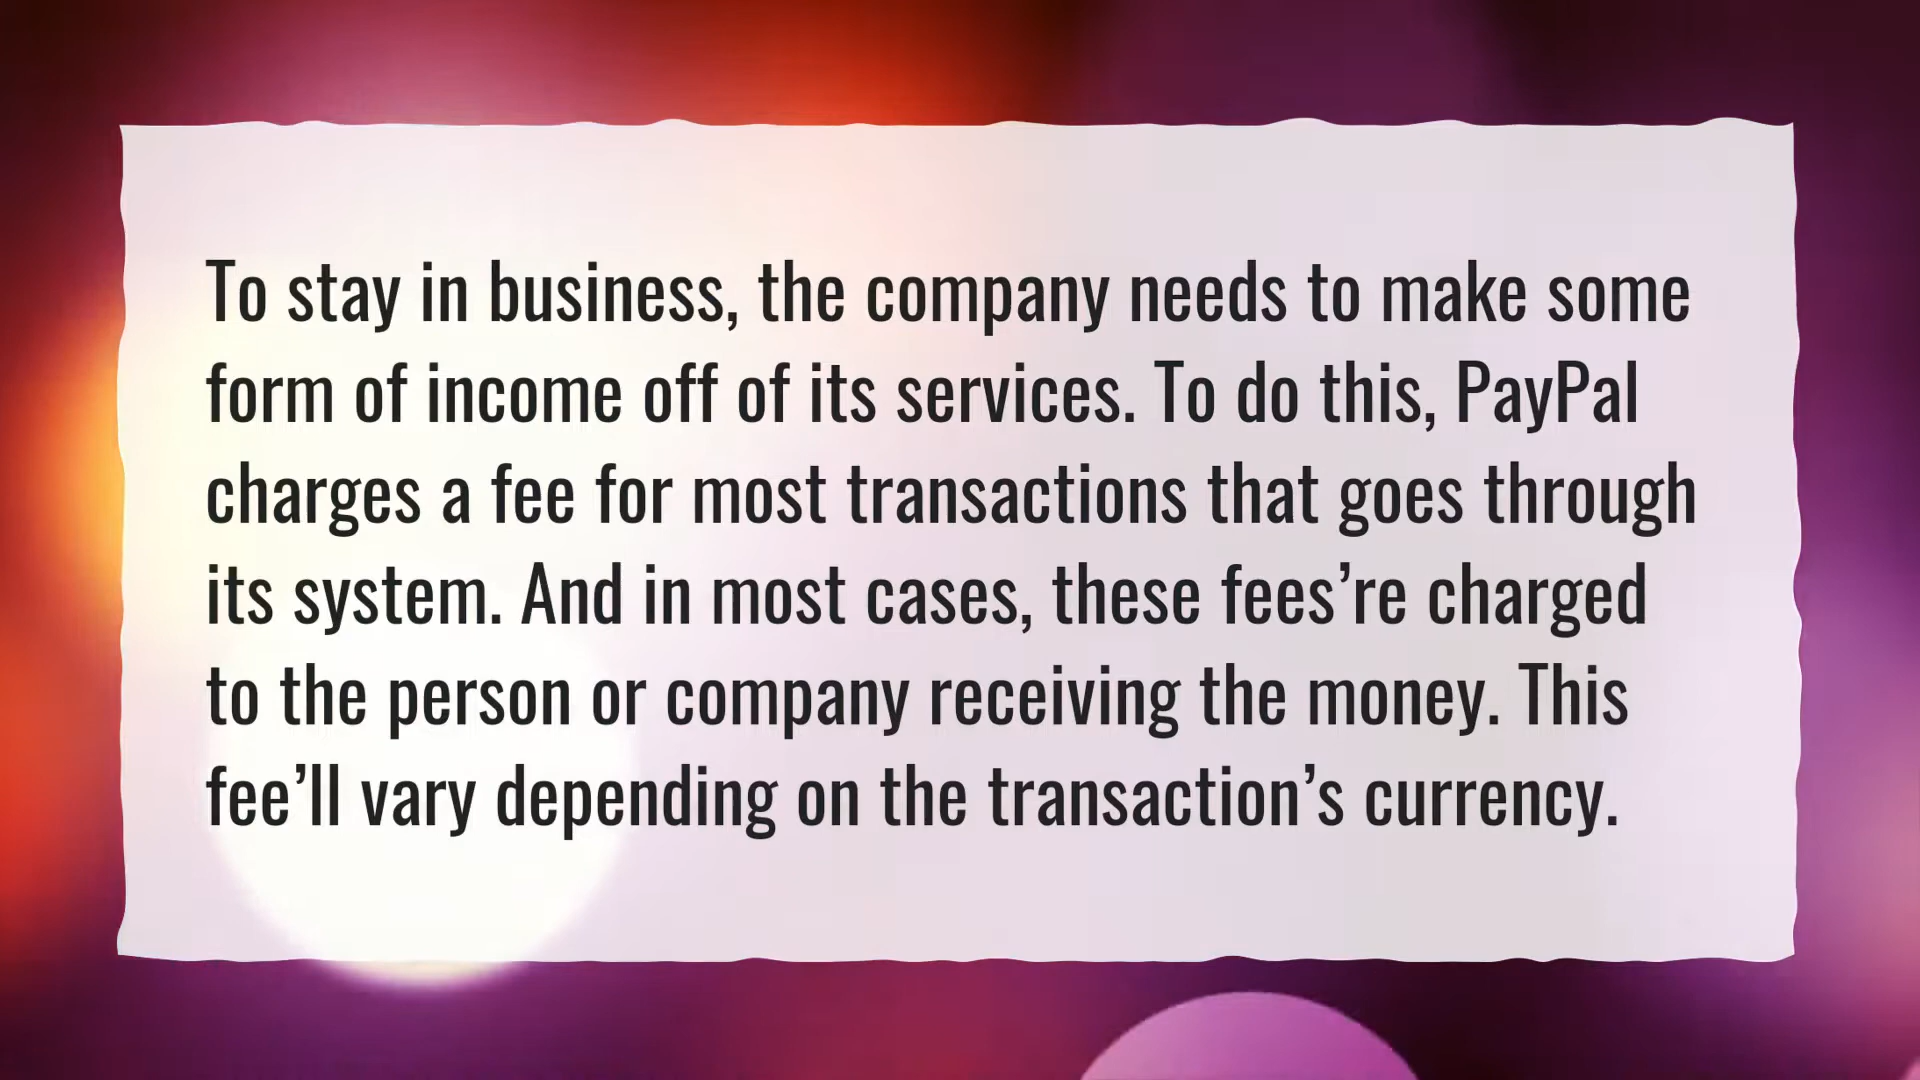 To stay in business, the company needs to make some
form of income off of its services. To do this, PayPal
charges a fee for most transactions that goes through
its system. And in most cases, these fees’re charged
to the person or company receiving the money. This
fee’ll vary depending on the transaction’s currency.